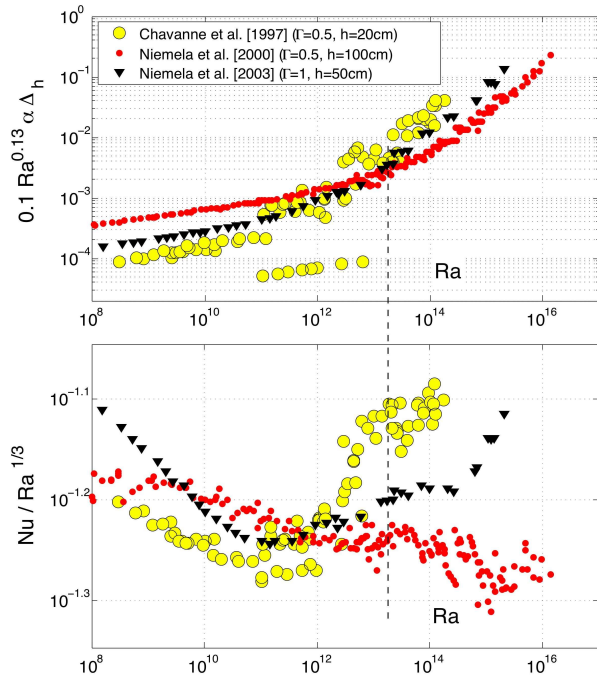 Chavanne et al. [1997] (Γ=0.5, h=20cm)
Niemela et al. [2000] (Γ=0.5, h=100cm)
Niemela et al. [2003] (Γ=1, h=50cm)
0.1 Ra^0.13 α Δ_h
10^0
10^-1
10^-2
10^-3
10^-4
Ra
10^8 10^10 10^12 10^14 10^16
Nu / Ra^1/3
10^-1.1
10^-1.2
10^-1.3
Ra
10^8 10^10 10^12 10^14 10^16